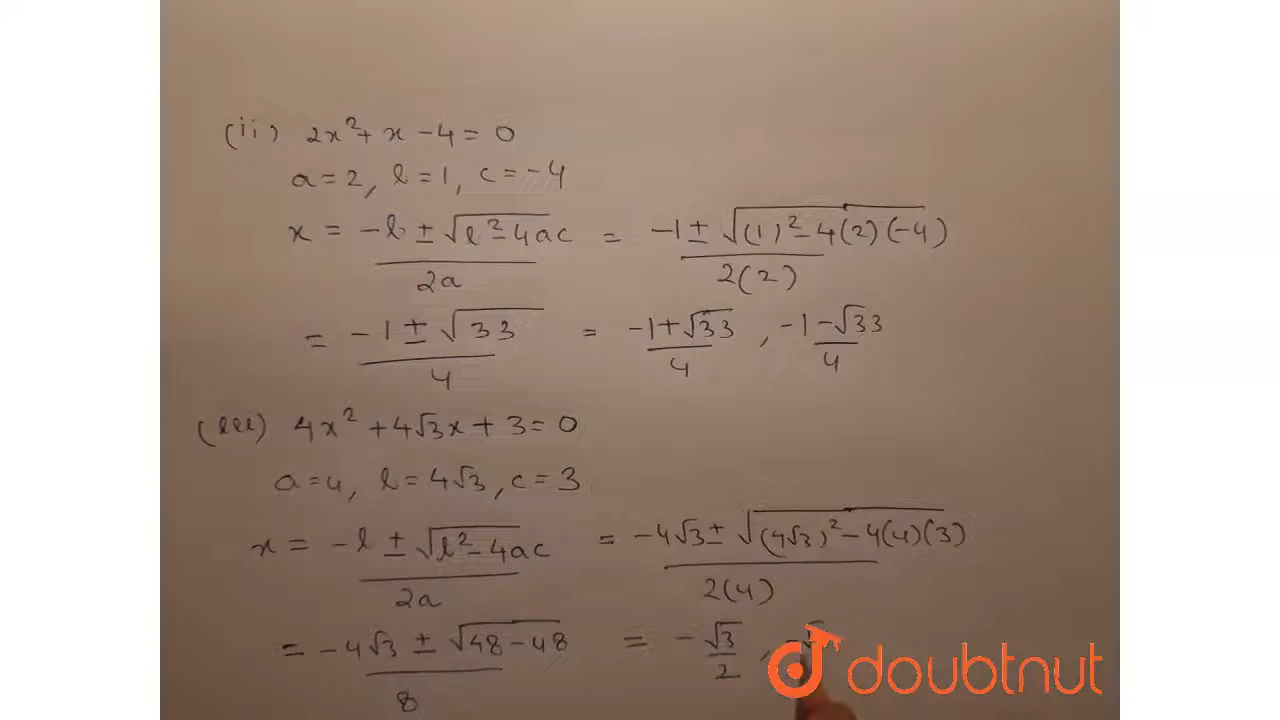 (ii) 2x²+ x - 4 = 0
a = 2, b = 1, c = -4
x = -b ± √b² - 4ac / 2a = -1 ± √(1)² - 4(2)(-4) / 2(2)
= -1 ± √33 / 4 = -1+√33 / 4 , -1-√33 / 4
(iii) 4x² + 4√3x + 3 = 0
a = 4, b = 4√3, c = 3
x = -b ± √b² - 4ac / 2a = -4√3 ± √(4√3)² - 4(4)(3) / 2(4)
= -4√3 ± √48 - 48 / 8 = -√3 / 2 ,
doubtnut